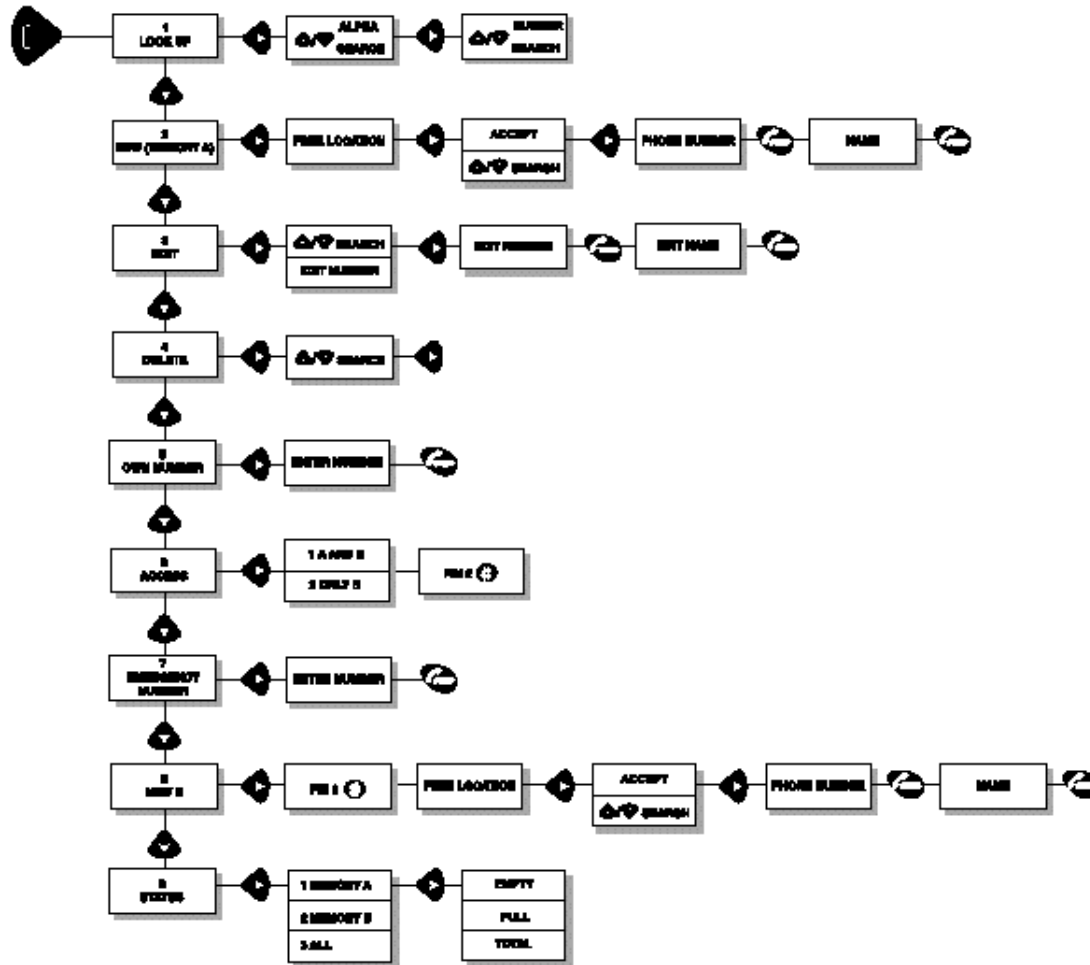 1
LOOK UP
ALPHA
SEARCH
NUMBER
SEARCH
2
NEW (MEMORY A)
FREE LOCATION
ACCEPT
SEARCH
PHONE NUMBER
NAME
3
EDIT
SEARCH
EDIT NUMBER
EDIT NUMBER
EDIT NAME
4
DELETE
SEARCH
5
OWN NUMBER
ENTER NUMBER
6
ACCESS
1 A AND B
2 ONLY B
PIN 2
7
EMERGENCY
NUMBER
ENTER NUMBER
8
FREE LOCATION
ACCEPT
SEARCH
PHONE NUMBER
NAME
9
STATUS
1 MEMORY A
2 MEMORY B
3 ALL
EMPTY
FULL
TOTAL